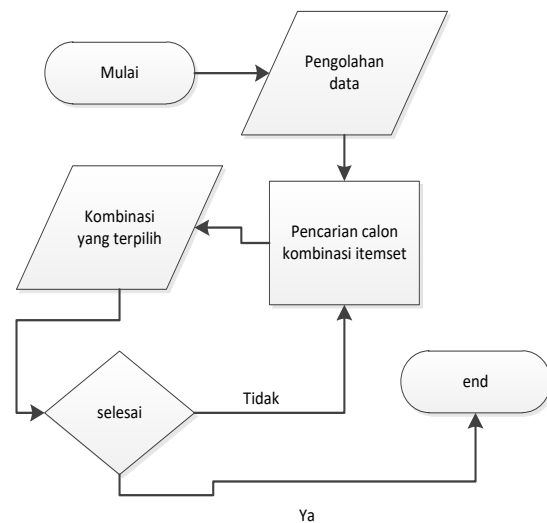 Mulai
Pengolahan
data
Kombinasi
yang terpilih
Pencarian calon
kombinasi itemset
selesai
Tidak
end
Ya